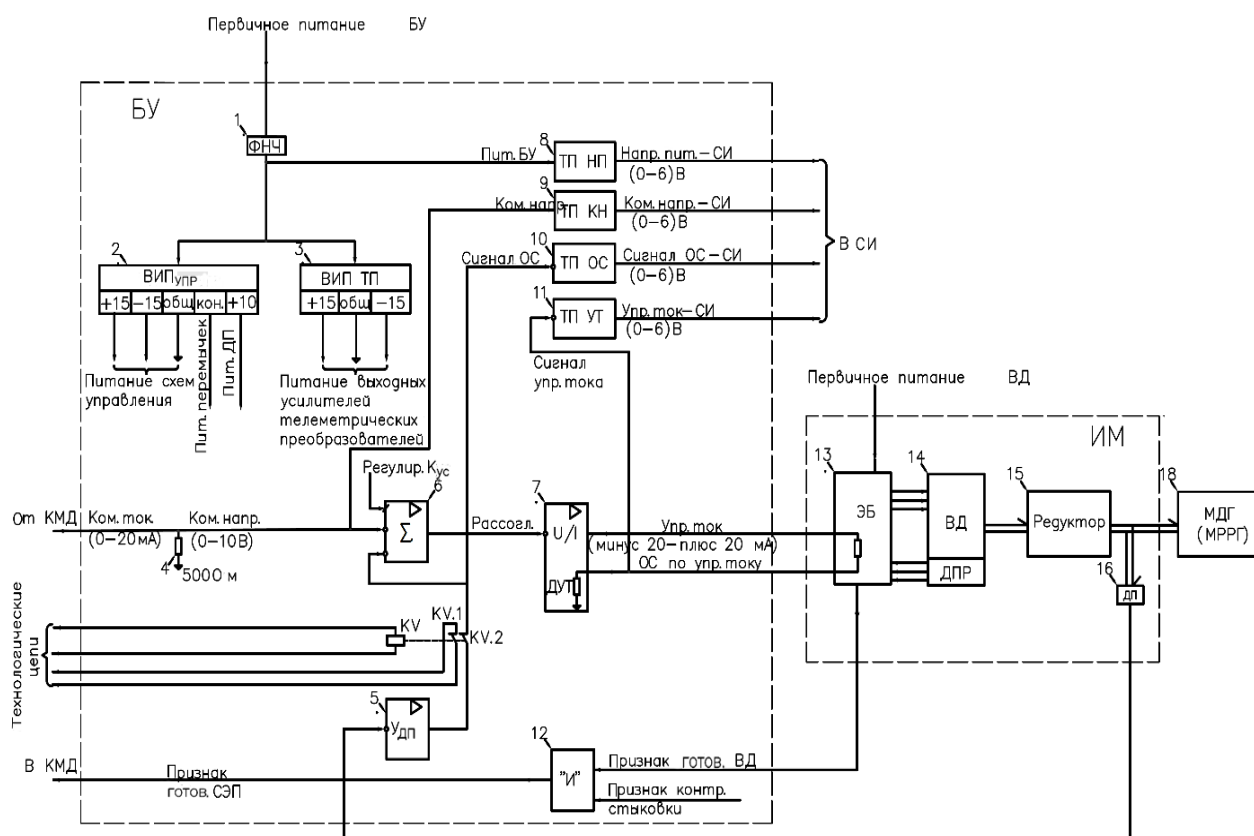 Первичное питание БУ
БУ
1
ФНЧ
Пит. БУ
8
ТП НП
Напр. пит.–СИ
(0–6)В
9
Ком. напр.
ТП КН
Ком. напр.–СИ
(0–6)В
10
Сигнал ОС
ТП ОС
Сигнал ОС–СИ
(0–6)В
11
ТП УТ
Упр. ток–СИ
(0–6)В
В СИ
2
ВИПУПР
+15 –15 общ кон. +10
3
ВИП ТП
+15 общ –15
Питание схем
управления
Пит. перемычек
Пит. ДП
Питание выходных
усилителей
телеметрических
преобразователей
Сигнал
упр. тока
Первичное питание ВД
ИМ
Регулир. Кус
6
Σ
От КМД
Ком. ток
(0–20мА)
Ком. напр.
(0–10В)
4
5000 м
Рассогл.
7
U/I
ДУТ
Упр. ток
(минус 20–плюс 20 мА)
ОС по упр. току
13
ЭБ
14
ВД
ДПР
15
Редуктор
18
МДГ
(МРРГ)
16
ДП
Технологические
цепи
KV
KV.1
KV.2
5
УДП
12
"И"
В КМД
Признак
готов. СЭП
Признак готов. ВД
Признак контр.
стыковки